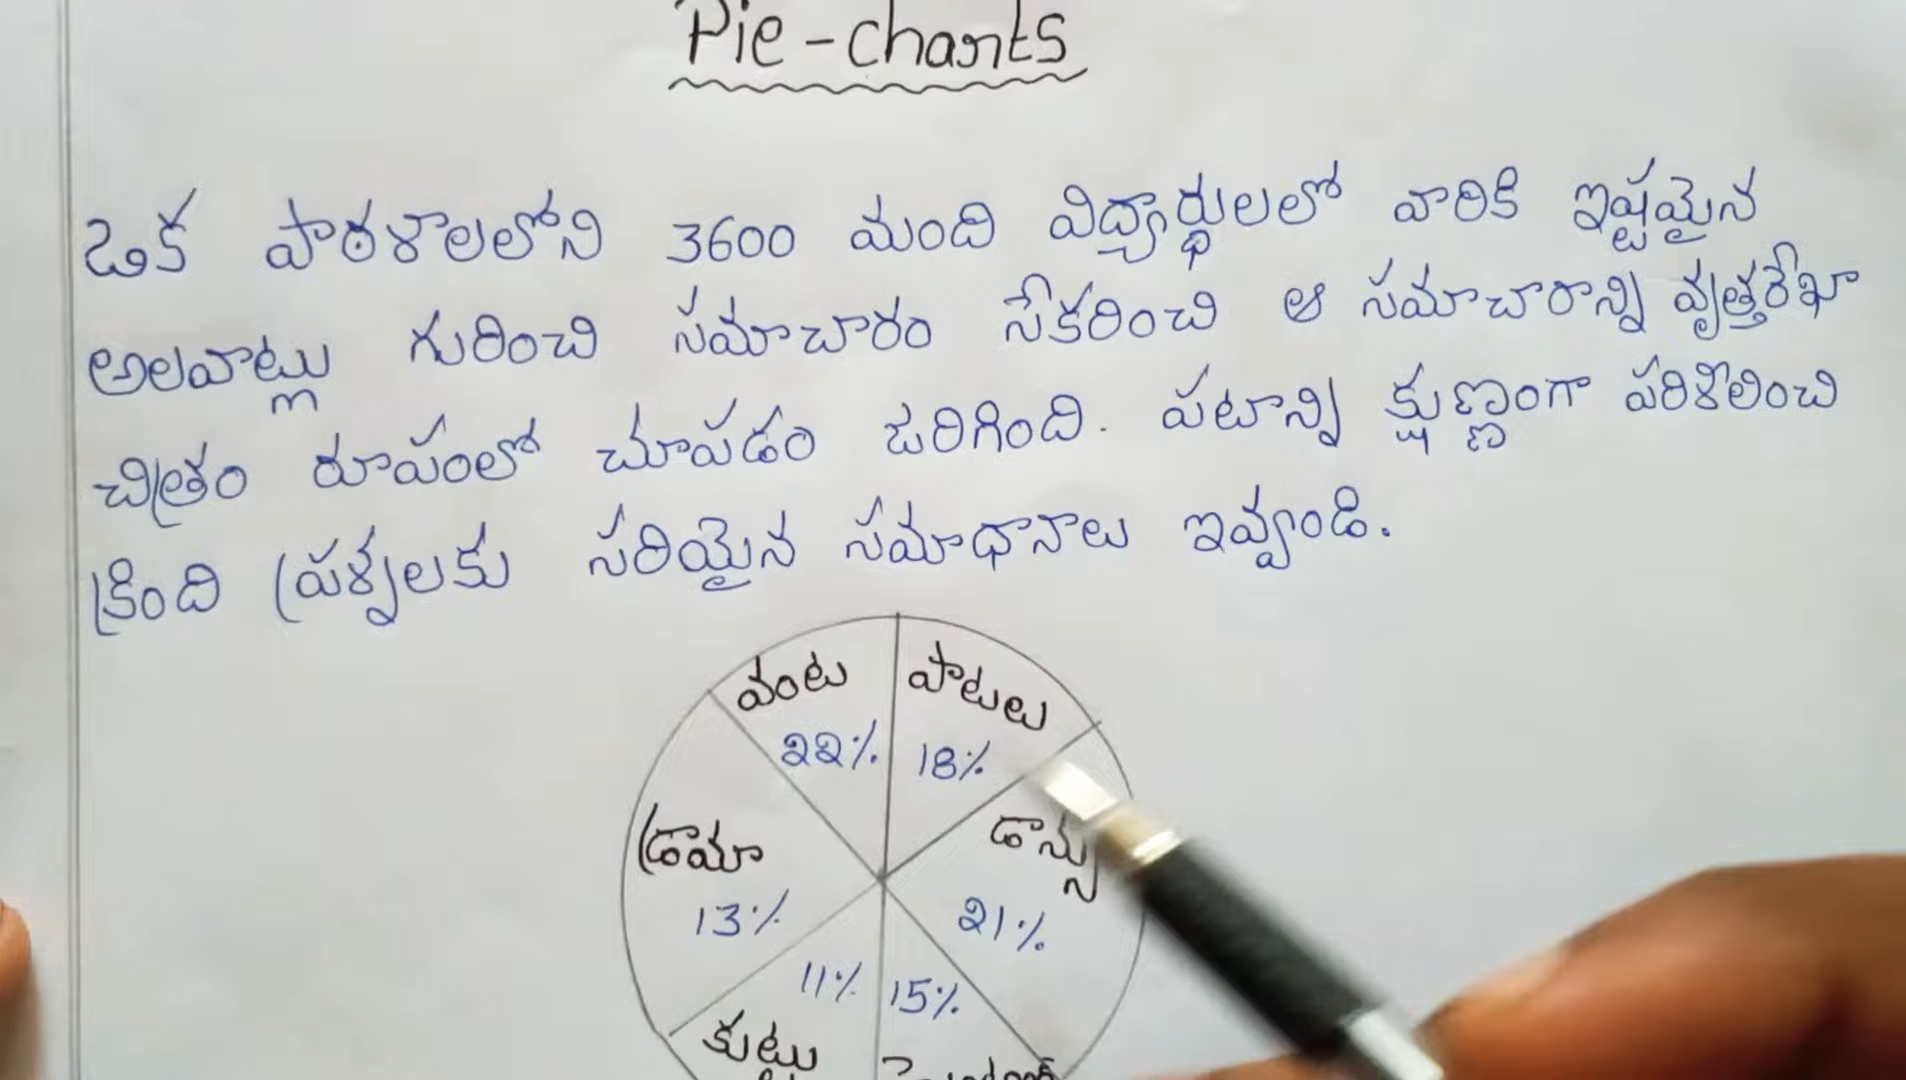 Pie-charts
ఒక పాఠశాలలోని 3600 మంది విద్యార్థులలో వారికి ఇష్టమైన
అలవాట్లు గురించి సమాచారం సేకరించి ఆ సమాచారాన్ని వృత్తరేఖా
చిత్రం రూపంలో చూపడం జరిగింది. పటాన్ని క్షుణ్ణంగా పరిశీలించి
క్రింది ప్రశ్నలకు సరియైన సమాధానాలు ఇవ్వండి.
వంట
22%
పాటలు
18%
డాన్సు
21%
డ్రామా
13%
11%
15%
కుట్లు